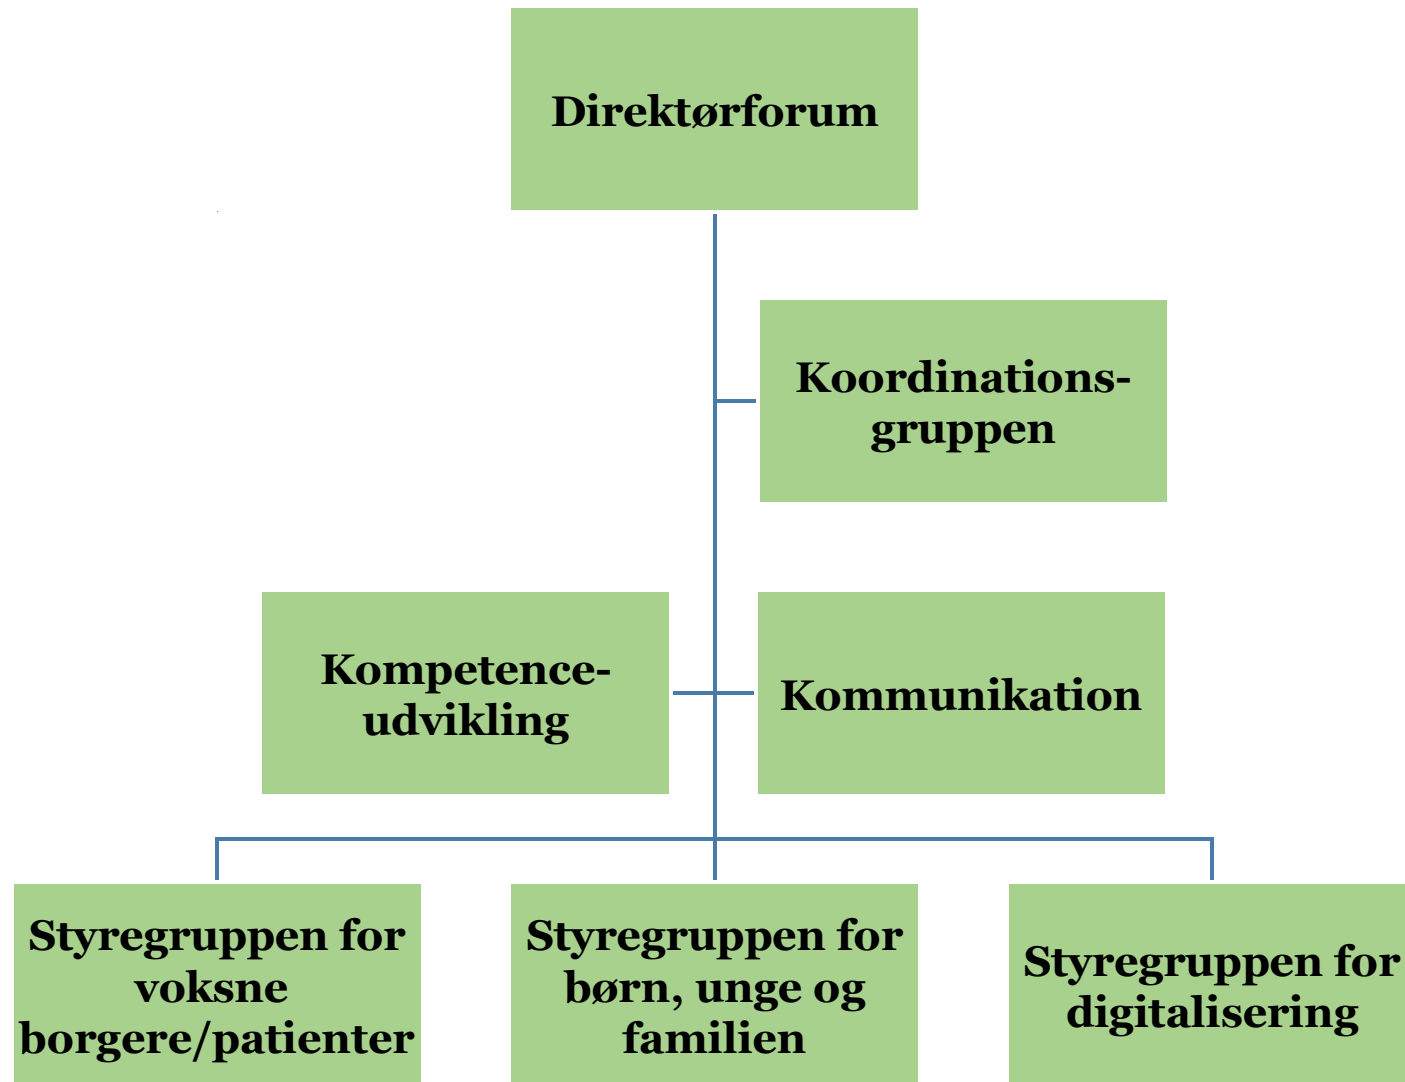 Direktørforum
Koordinations-
gruppen
Kompetence-
udvikling
Kommunikation
Styregruppen for
voksne
borgere/patienter
Styregruppen for
børn, unge og
familien
Styregruppen for
digitalisering